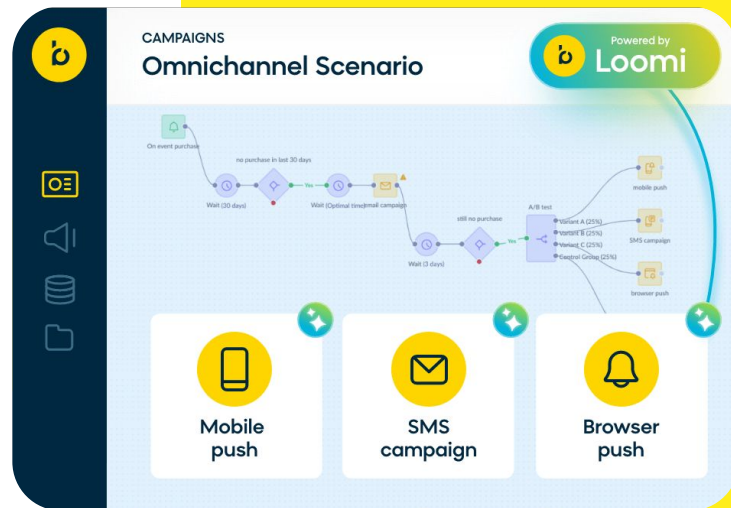 CAMPAIGNS
Omnichannel Scenario
Powered by
Loomi
On event purchase
no purchase in last 30 days
Wait (30 days)
Yes
Wait (Optimal time)
email campaign
Wait (3 days)
still no purchase
Yes
A/B test
Variant A (25%)
Variant B (25%)
Variant C (25%)
Control Group (25%)
mobile push
SMS campaign
browser push
Mobile
push
SMS
campaign
Browser
push